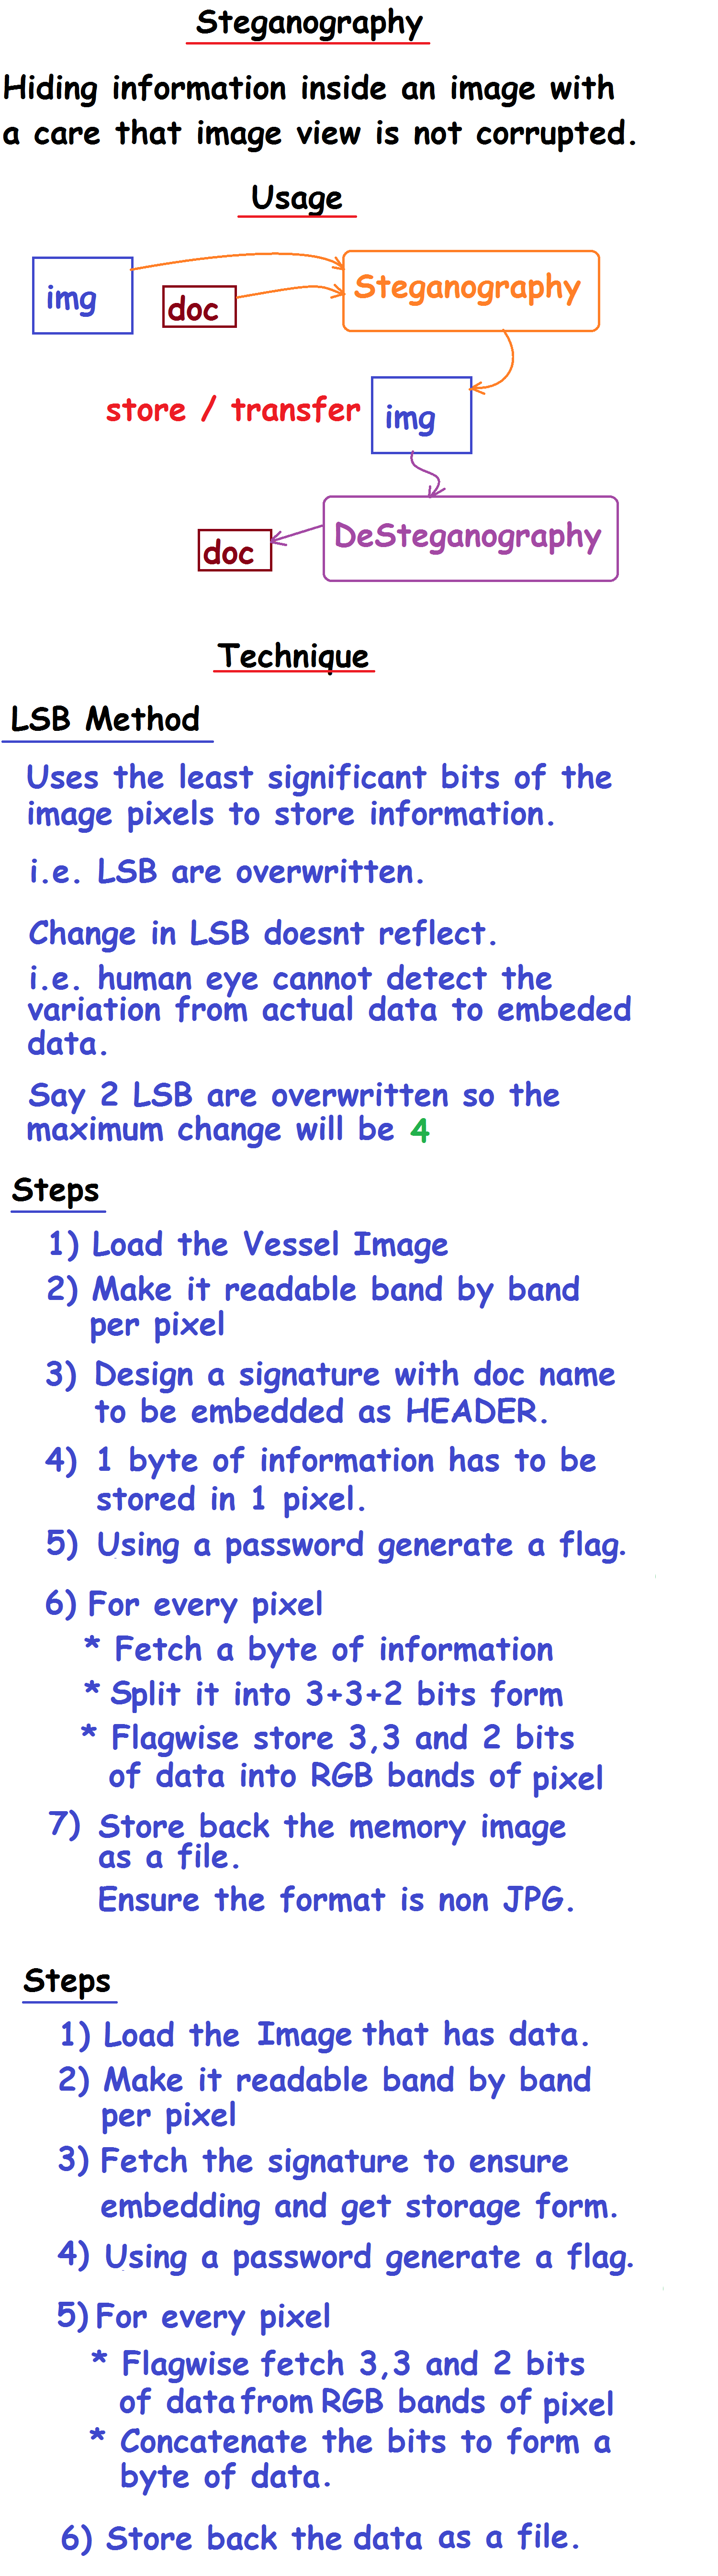 Steganography
Hiding information inside an image with
a care that image view is not corrupted.
Usage
img
doc
Steganography
store / transfer
img
DeSteganography
doc
Technique
LSB Method
Uses the least significant bits of the
image pixels to store information.
i.e. LSB are overwritten.
Change in LSB doesnt reflect.
i.e. human eye cannot detect the
variation from actual data to embeded
data.
Say 2 LSB are overwritten so the
maximum change will be 4
Steps
1) Load the Vessel Image
2) Make it readable band by band
per pixel
3) Design a signature with doc name
to be embedded as HEADER.
4) 1 byte of information has to be
stored in 1 pixel.
5) Using a password generate a flag.
6) For every pixel
* Fetch a byte of information
* Split it into 3+3+2 bits form
* Flagwise store 3,3 and 2 bits
of data into RGB bands of pixel
7) Store back the memory image
as a file.
Ensure the format is non JPG.
Steps
1) Load the Image that has data.
2) Make it readable band by band
per pixel
3) Fetch the signature to ensure
embedding and get storage form.
4) Using a password generate a flag.
5) For every pixel
* Flagwise fetch 3,3 and 2 bits
of data from RGB bands of pixel
* Concatenate the bits to form a
byte of data.
6) Store back the data as a file.